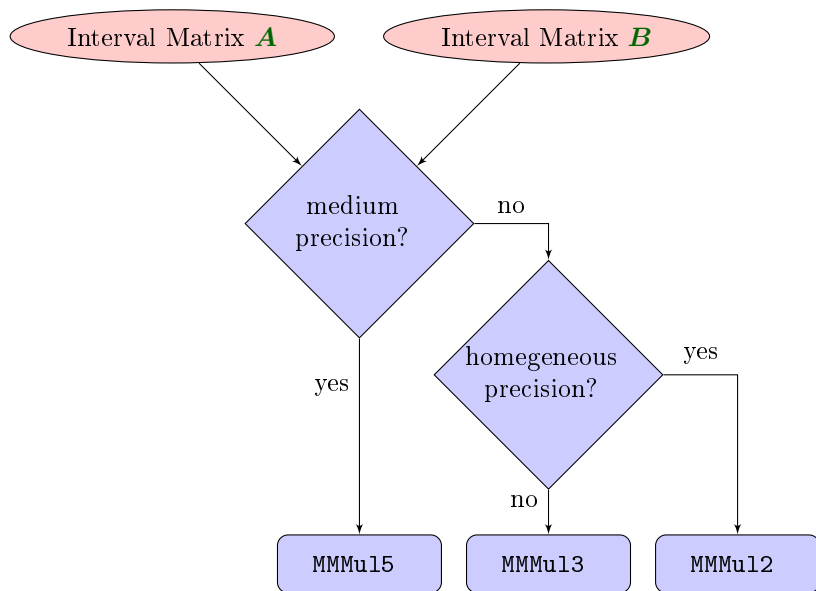 Interval Matrix A
Interval Matrix B
medium
precision?
no
homegeneous
precision?
yes
yes
no
MMMul5
MMMul3
MMMul2